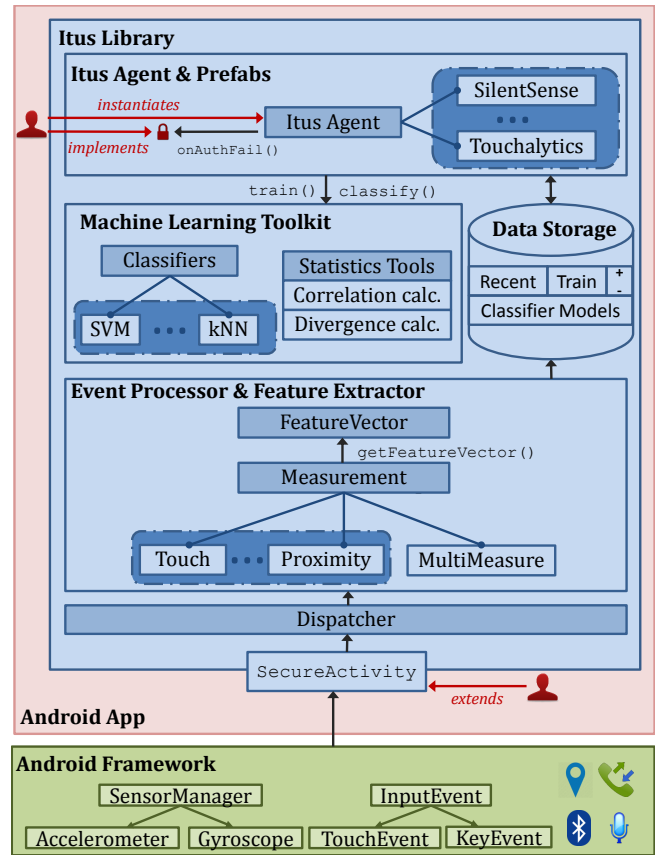 Itus Library
Itus Agent & Prefabs
instantiates
implements
onAuthFail()
Itus Agent
SilentSense
...
Touchalytics
train()
classify()
Machine Learning Toolkit
Classifiers
SVM ... kNN
Statistics Tools
Correlation calc.
Divergence calc.
Data Storage
Recent Train + -
Classifier Models
Event Processor & Feature Extractor
FeatureVector
getFeatureVector()
Measurement
Touch ... Proximity
MultiMeasure
Dispatcher
SecureActivity
extends
Android App
Android Framework
SensorManager
InputEvent
Accelerometer
Gyroscope
TouchEvent
KeyEvent